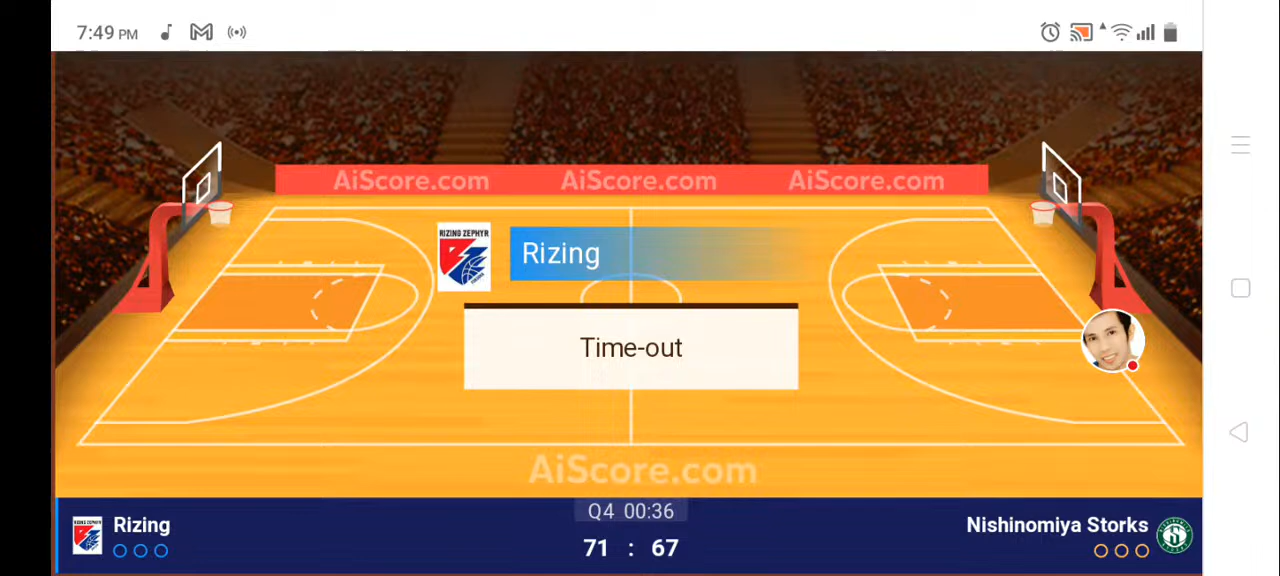 7:49 PM
AiScore.com AiScore.com AiScore.com
RIZING ZEPHYR
Rizing
Time-out
AiScore.com
Q4 00:36
Rizing
71 : 67
Nishinomiya Storks